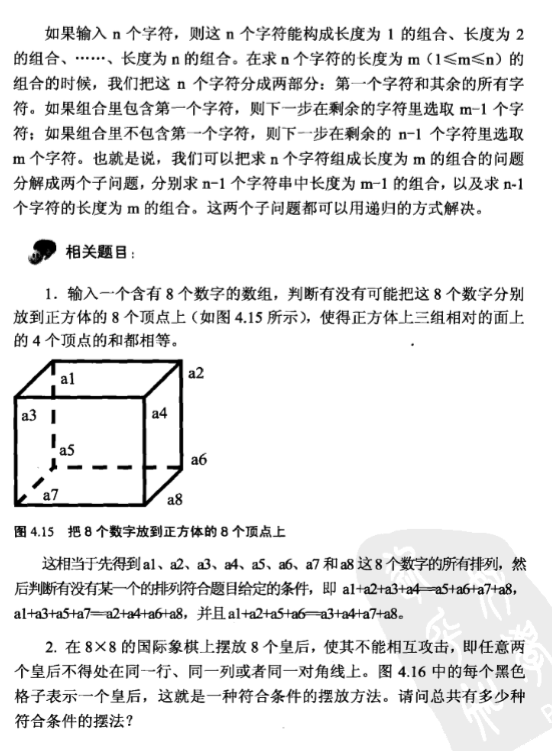 如果输入 n 个字符，则这 n 个字符能构成长度为 1 的组合、长度为 2
的组合、……、长度为 n 的组合。在求 n 个字符的长度为 m（1≤m≤n）的
组合的时候，我们把这 n 个字符分成两部分：第一个字符和其余的所有字
符。如果组合里包含第一个字符，则下一步在剩余的字符里选取 m-1 个字
符；如果组合里不包含第一个字符，则下一步在剩余的 n-1 个字符里选取
m 个字符。也就是说，我们可以把求 n 个字符组成长度为 m 的组合的问题
分解成两个子问题，分别求 n-1 个字符串中长度为 m-1 的组合，以及求 n-1
个字符的长度为 m 的组合。这两个子问题都可以用递归的方式解决。
相关题目：
1．输入一个含有 8 个数字的数组，判断有没有可能把这 8 个数字分别
放到正方体的 8 个顶点上（如图 4.15 所示），使得正方体上三组相对的面上
的 4 个顶点的和都相等。
a1
a2
a3
a4
a5
a6
a7
a8
图 4.15 把 8 个数字放到正方体的 8 个顶点上
这相当于先得到 a1、a2、a3、a4、a5、a6、a7 和 a8 这 8 个数字的所有排列，然
后判断有没有某一个的排列符合题目给定的条件，即 a1+a2+a3+a4==a5+a6+a7+a8，
a1+a3+a5+a7==a2+a4+a6+a8，并且 a1+a2+a5+a6==a3+a4+a7+a8。
2. 在 8×8 的国际象棋上摆放 8 个皇后，使其不能相互攻击，即任意两
个皇后不得处在同一行、同一列或者同一对角线上。图 4.16 中的每个黑色
格子表示一个皇后，这就是一种符合条件的摆放方法。请问总共有多少种
符合条件的摆法？